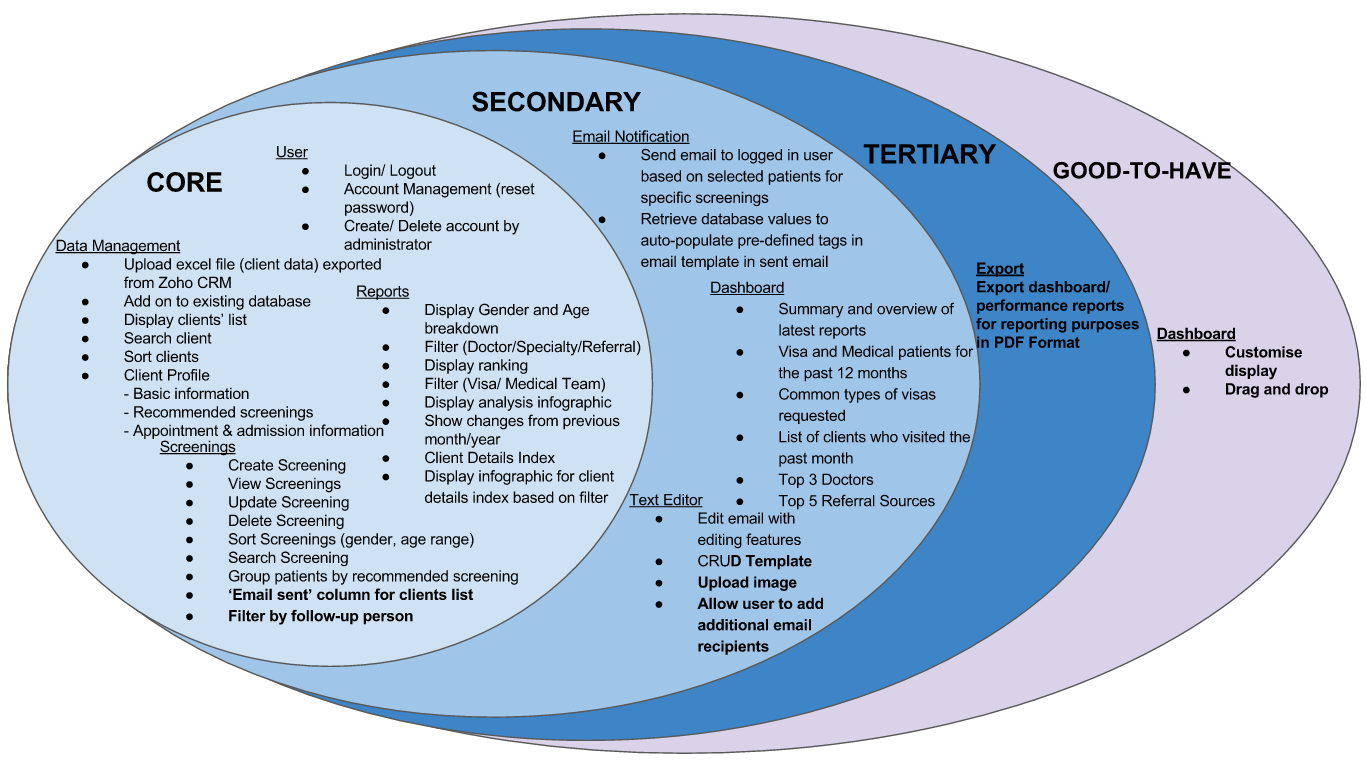 CORE
User
● Login/ Logout
● Account Management (reset
password)
● Create/ Delete account by
administrator
Data Management
● Upload excel file (client data) exported
from Zoho CRM
● Add on to existing database
● Display clients’ list
● Search client
● Sort clients
● Client Profile
- Basic information
- Recommended screenings
- Appointment & admission information
Reports
● Display Gender and Age
breakdown
● Filter (Doctor/Specialty/Referral)
● Display ranking
● Filter (Visa/ Medical Team)
● Display analysis infographic
● Show changes from previous
month/year
● Client Details Index
● Display infographic for client
details index based on filter
Screenings
● Create Screening
● View Screenings
● Update Screening
● Delete Screening
● Sort Screenings (gender, age range)
● Search Screening
● Group patients by recommended screening
● ‘Email sent’ column for clients list
● Filter by follow-up person
SECONDARY
Email Notification
● Send email to logged in user
based on selected patients for
specific screenings
● Retrieve database values to
auto-populate pre-defined tags in
email template in sent email
Dashboard
● Summary and overview of
latest reports
● Visa and Medical patients for
the past 12 months
● Common types of visas
requested
● List of clients who visited the
past month
● Top 3 Doctors
● Top 5 Referral Sources
Text Editor
● Edit email with
editing features
● CRUD Template
● Upload image
● Allow user to add
additional email
recipients
TERTIARY
Export
Export dashboard/
performance reports
for reporting purposes
in PDF Format
GOOD-TO-HAVE
Dashboard
● Customise
display
● Drag and drop